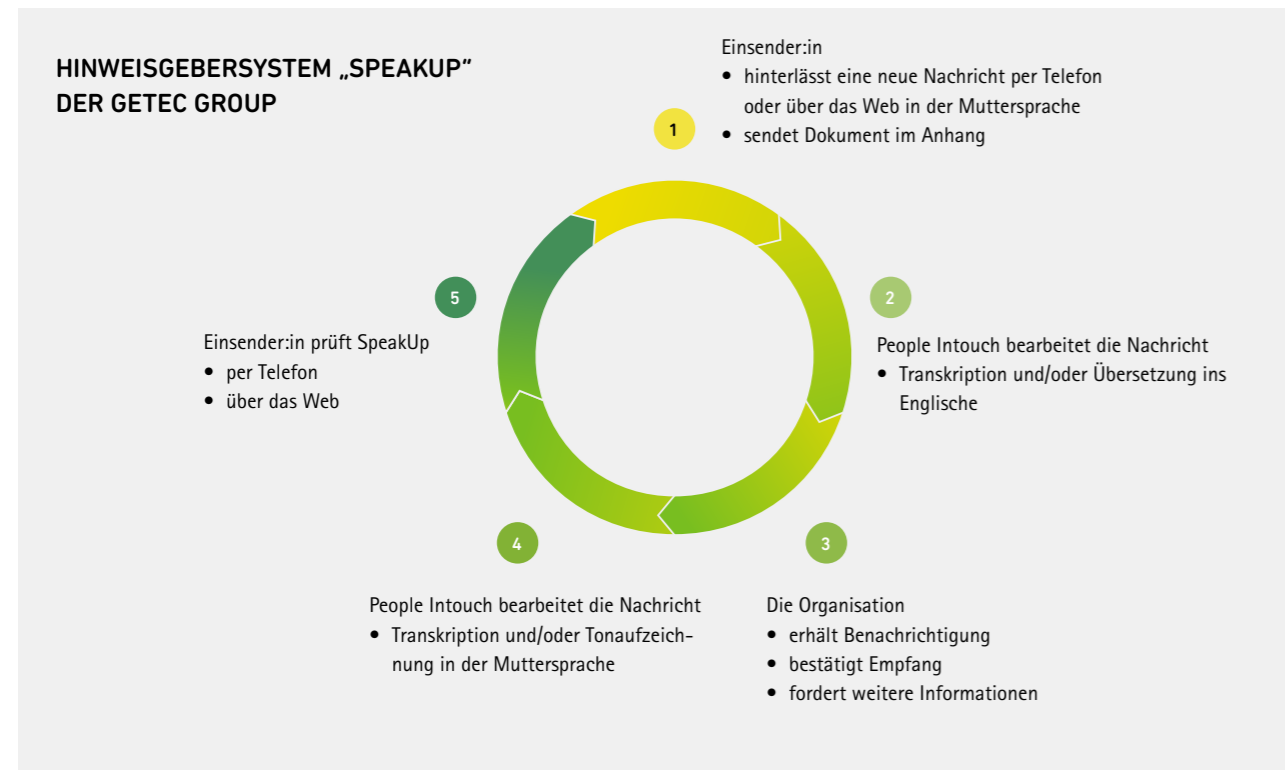 HINWEISGEBERSYSTEM „SPEAKUP“
DER GETEC GROUP
1
Einsender:in
• hinterlässt eine neue Nachricht per Telefon
oder über das Web in der Muttersprache
• sendet Dokument im Anhang
2
People Intouch bearbeitet die Nachricht
• Transkription und/oder Übersetzung ins
Englische
3
Die Organisation
• erhält Benachrichtigung
• bestätigt Empfang
• fordert weitere Informationen
4
People Intouch bearbeitet die Nachricht
• Transkription und/oder Tonaufzeich-
nung in der Muttersprache
5
Einsender:in prüft SpeakUp
• per Telefon
• über das Web